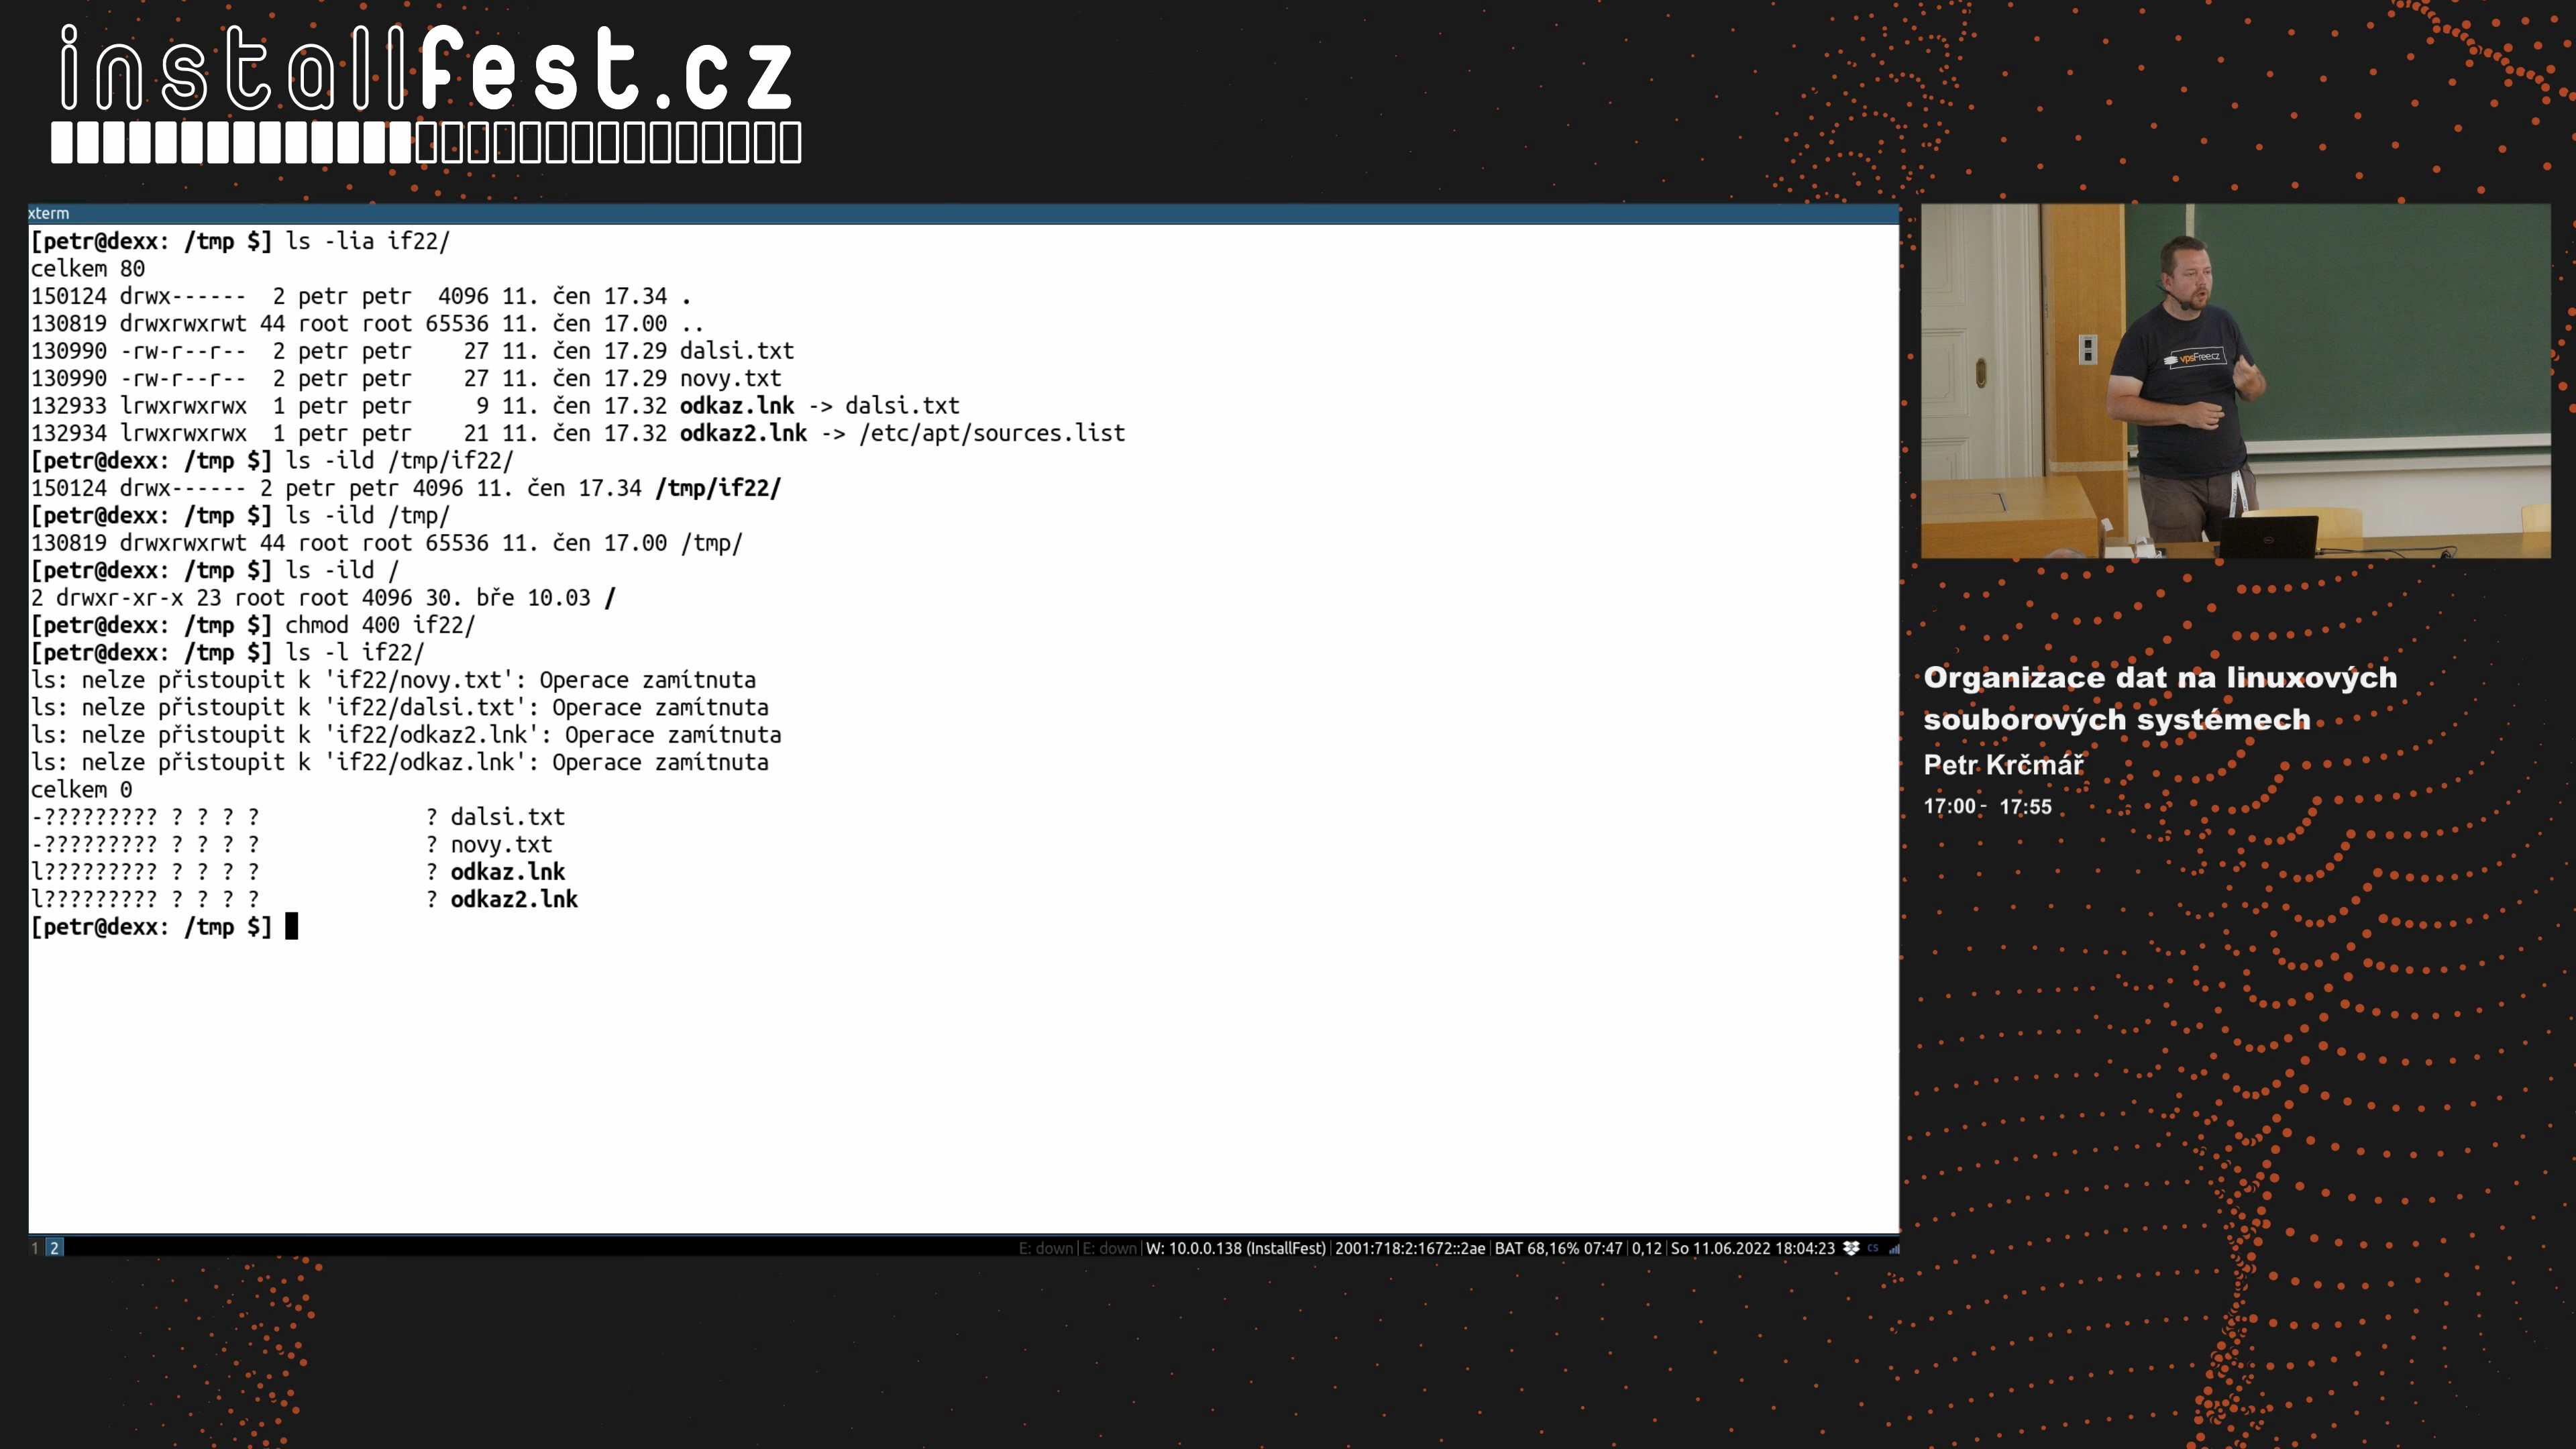 installfest.cz
xterm
[petr@dexx: /tmp $] ls -lia if22/
celkem 80
150124 drwx------  2 petr petr  4096 11. čen 17.34 .
130819 drwxrwxrwt 44 root root 65536 11. čen 17.00 ..
130990 -rw-r--r--  2 petr petr    27 11. čen 17.29 dalsi.txt
130990 -rw-r--r--  2 petr petr    27 11. čen 17.29 novy.txt
132933 lrwxrwxrwx  1 petr petr     9 11. čen 17.32 odkaz.lnk -> dalsi.txt
132934 lrwxrwxrwx  1 petr petr    21 11. čen 17.32 odkaz2.lnk -> /etc/apt/sources.list
[petr@dexx: /tmp $] ls -ild /tmp/if22/
150124 drwx------ 2 petr petr 4096 11. čen 17.34 /tmp/if22/
[petr@dexx: /tmp $] ls -ild /tmp/
130819 drwxrwxrwt 44 root root 65536 11. čen 17.00 /tmp/
[petr@dexx: /tmp $] ls -ild /
2 drwxr-xr-x 23 root root 4096 30. bře 10.03 /
[petr@dexx: /tmp $] chmod 400 if22/
[petr@dexx: /tmp $] ls -l if22/
ls: nelze přistoupit k 'if22/novy.txt': Operace zamítnuta
ls: nelze přistoupit k 'if22/dalsi.txt': Operace zamítnuta
ls: nelze přistoupit k 'if22/odkaz2.lnk': Operace zamítnuta
ls: nelze přistoupit k 'if22/odkaz.lnk': Operace zamítnuta
celkem 0
-????????? ? ? ? ?             ? dalsi.txt
-????????? ? ? ? ?             ? novy.txt
l????????? ? ? ? ?             ? odkaz.lnk
l????????? ? ? ? ?             ? odkaz2.lnk
[petr@dexx: /tmp $]
1 2
E: down | E: down | W: 10.0.0.138 (InstallFest) | 2001:718:2:1672::2ae | BAT 68,16% 07:47 | 0,12 | So 11.06.2022 18:04:23 cs
vpsFree.cz
Organizace dat na linuxových
souborových systémech
Petr Krčmář
17:00 - 17:55